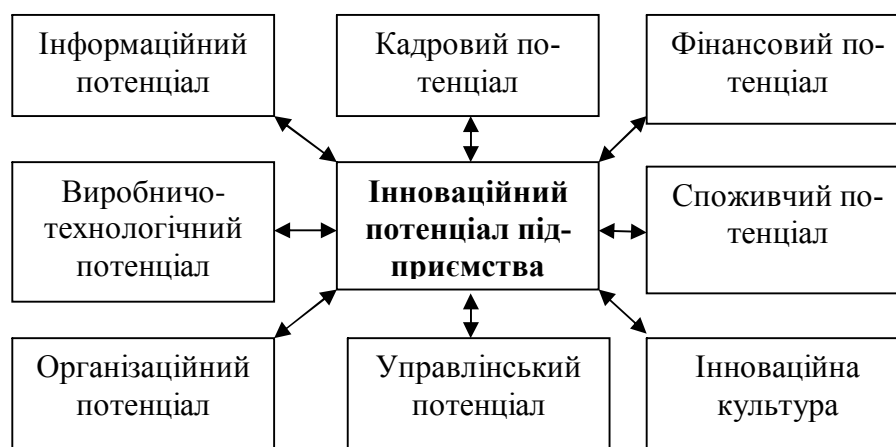 Інформаційний
потенціал
Кадровий по-
тенціал
Фінансовий по-
тенціал
Виробничо-
технологічний
потенціал
Інноваційний
потенціал під-
приємства
Споживчий по-
тенціал
Організаційний
потенціал
Управлінський
потенціал
Інноваційна
культура